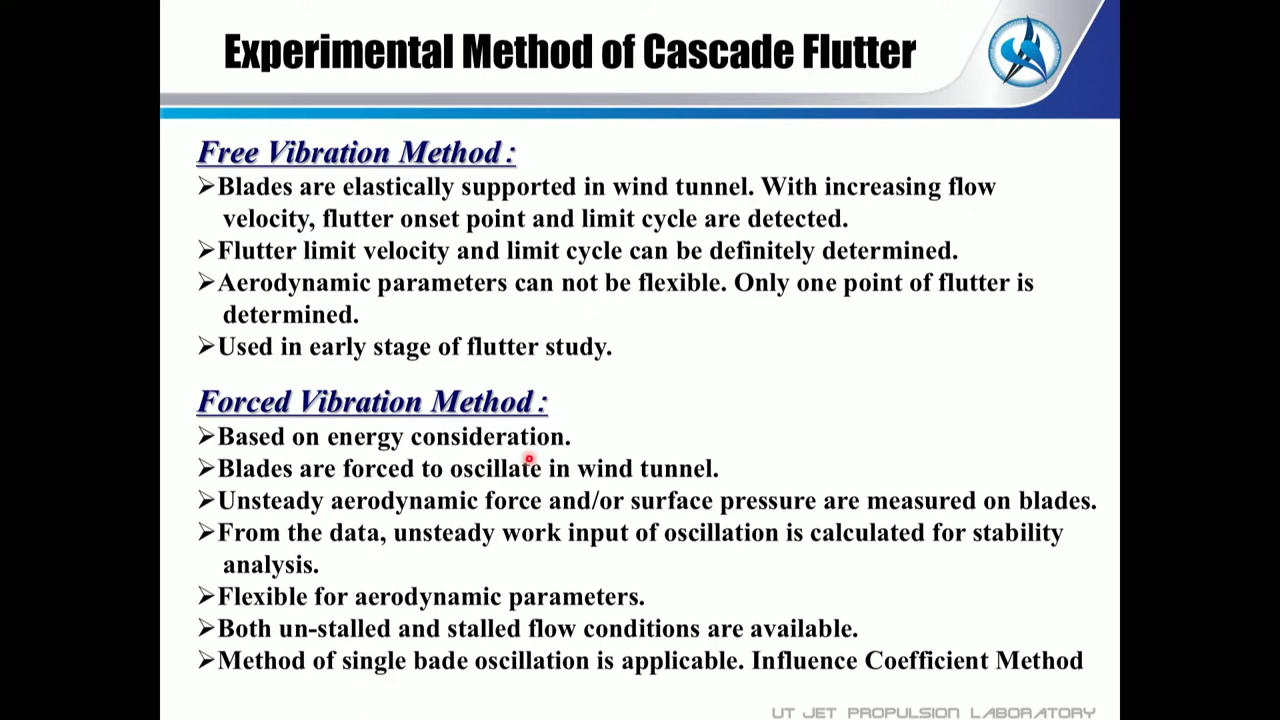 Experimental Method of Cascade Flutter
Free Vibration Method :
➢Blades are elastically supported in wind tunnel. With increasing flow
velocity, flutter onset point and limit cycle are detected.
➢Flutter limit velocity and limit cycle can be definitely determined.
➢Aerodynamic parameters can not be flexible. Only one point of flutter is
determined.
➢Used in early stage of flutter study.
Forced Vibration Method :
➢Based on energy consideration.
➢Blades are forced to oscillate in wind tunnel.
➢Unsteady aerodynamic force and/or surface pressure are measured on blades.
➢From the data, unsteady work input of oscillation is calculated for stability
analysis.
➢Flexible for aerodynamic parameters.
➢Both un-stalled and stalled flow conditions are available.
➢Method of single bade oscillation is applicable. Influence Coefficient Method
UT JET PROPULSION LABORATORY